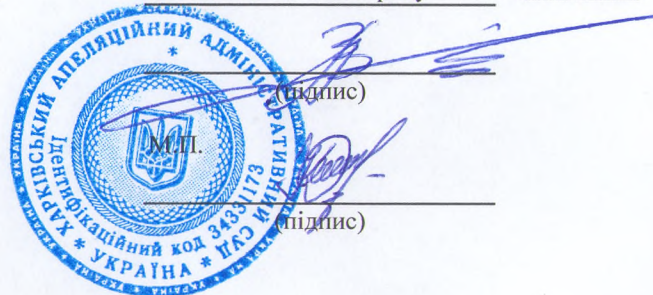 (підпис)
М.П.
(підпис)
ХАРКІВСЬКИЙ АПЕЛЯЦІЙНИЙ АДМІНІСТРАТИВНИЙ СУД
* УКРАЇНА *
Ідентифікаційний код 34331173